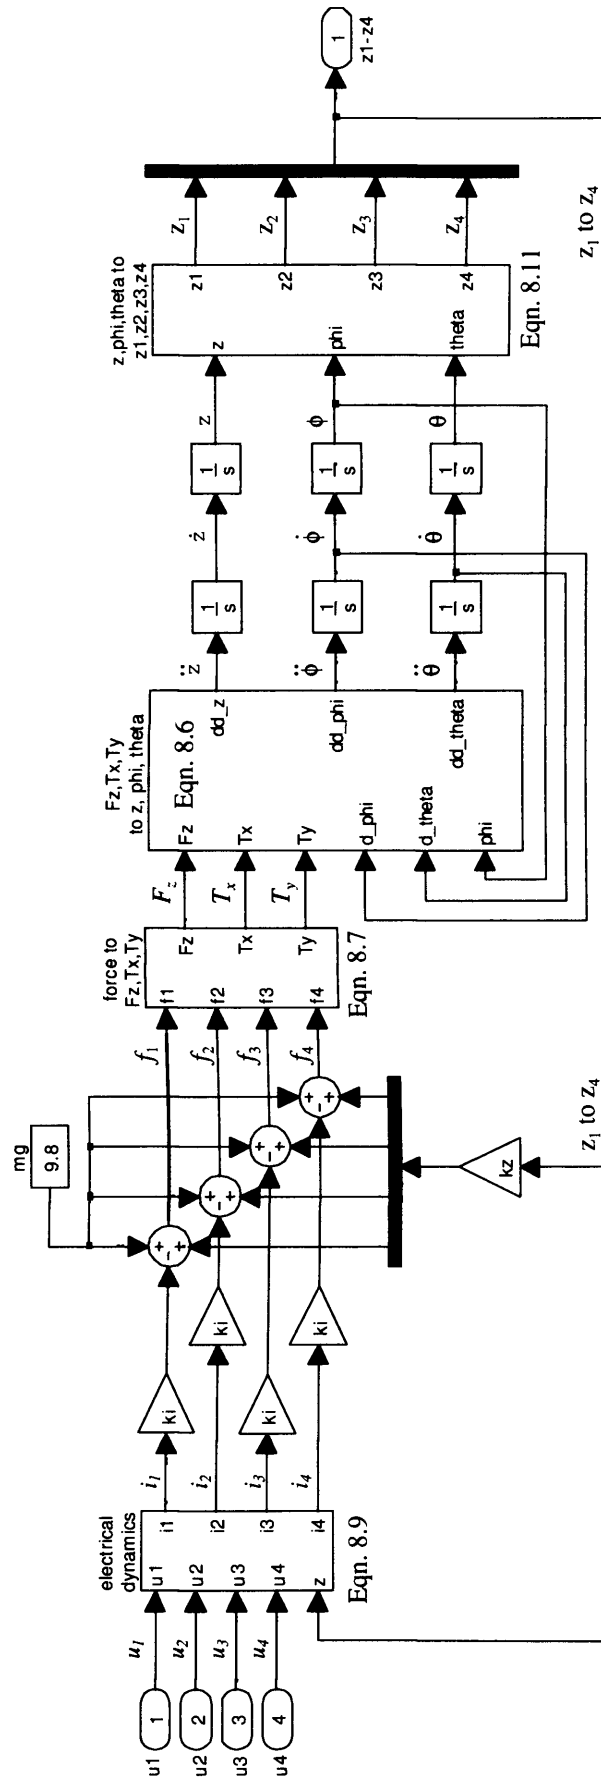 u1
1
u2
2
u3
3
u4
4
u₁
u₂
u₃
u₄
electrical
dynamics
u1
u2
u3
u4
z
i1
i2
i3
i4
Eqn. 8.9
i₁
i₂
i₃
i₄
ki
ki
ki
ki
mg
9.8
+
-
+
+
-
+
+
-
+
+
-
+
kz
z₁ to z₄
f₁
f₂
f₃
f₄
force to
Fz,Tx,Ty
f1
f2
f3
f4
Fz
Tx
Ty
Eqn. 8.7
F_z
T_x
T_y
Fz,Tx,Ty
to z, phi, theta
Eqn. 8.6
Fz
Tx
Ty
d_phi
d_theta
phi
dd_z
dd_phi
dd_theta
z̈
ϕ̈
θ̈
1
s
1
s
1
s
ż
ϕ̇
θ̇
1
s
1
s
1
s
z
ϕ
θ
z,phi,theta to
z1,z2,z3,z4
z
phi
theta
z1
z2
z3
z4
Eqn. 8.11
z₁
z₂
z₃
z₄
z₁ to z₄
1
z1-z4